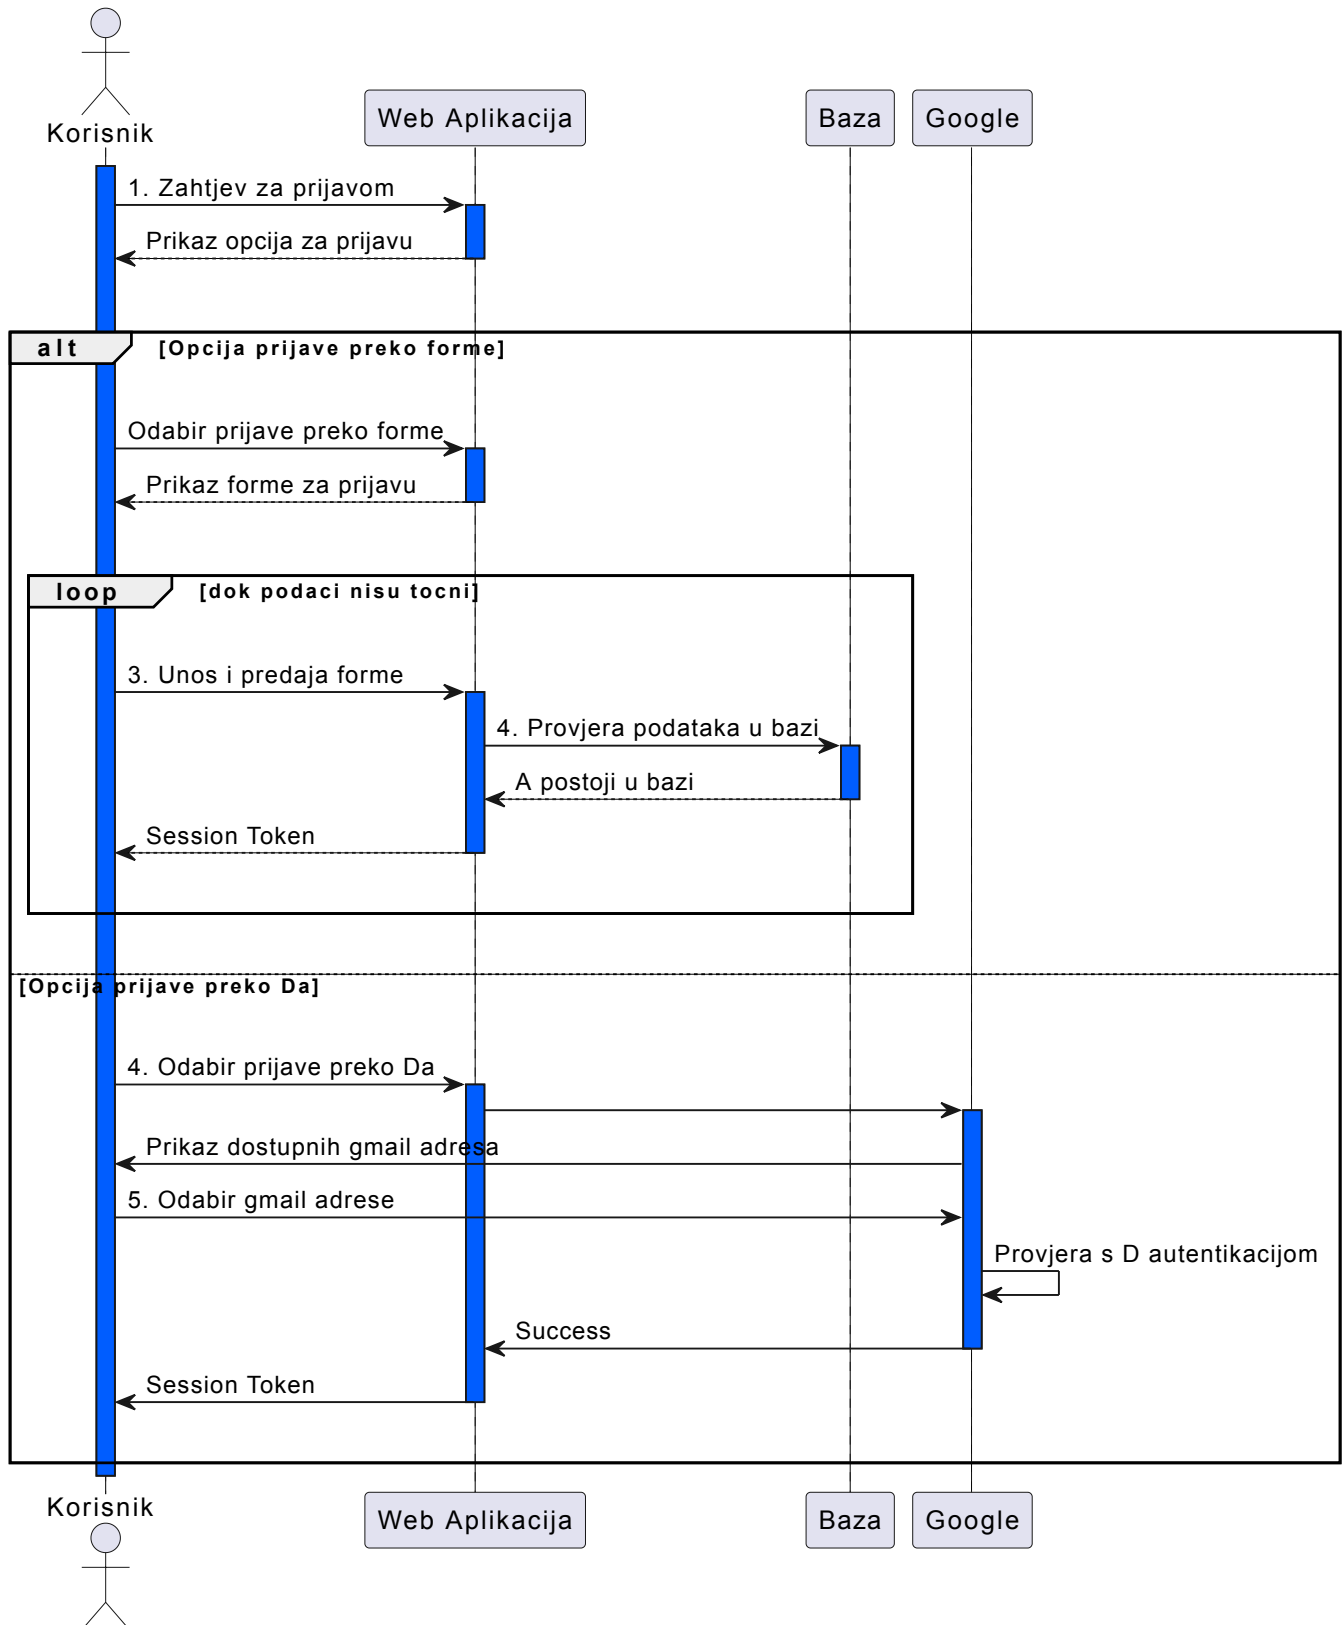 Korisnik
Web Aplikacija
Baza
Google
1. Zahtjev za prijavom
Prikaz opcija za prijavu
alt
[Opcija prijave preko forme]
Odabir prijave preko forme
Prikaz forme za prijavu
loop
[dok podaci nisu tocni]
3. Unos i predaja forme
4. Provjera podataka u bazi
A postoji u bazi
Session Token
[Opcija prijave preko Da]
4. Odabir prijave preko Da
Prikaz dostupnih gmail adresa
5. Odabir gmail adrese
Provjera s D autentikacijom
Success
Session Token
Korisnik
Web Aplikacija
Baza
Google